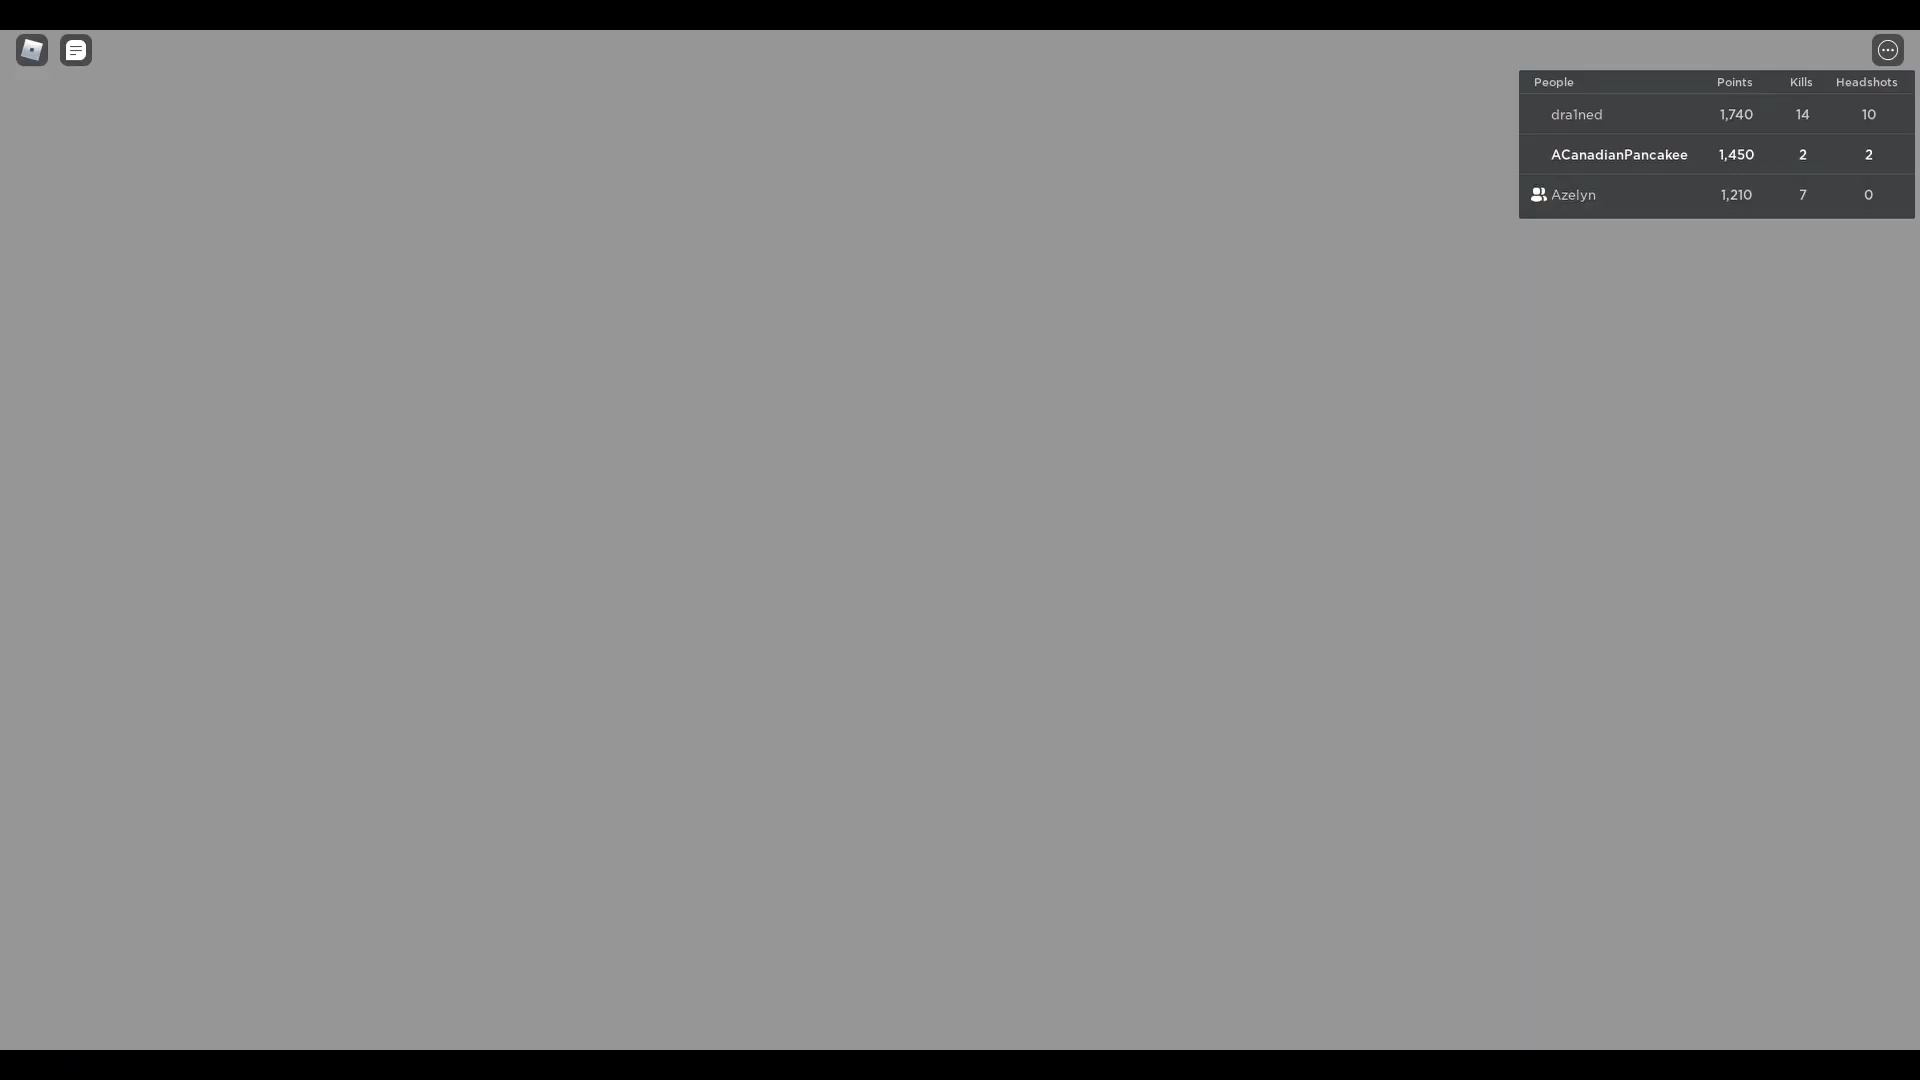 People Points Kills Headshots
dra1ned 1,740 14 10
ACanadianPancakee 1,450 2 2
Azelyn 1,210 7 0